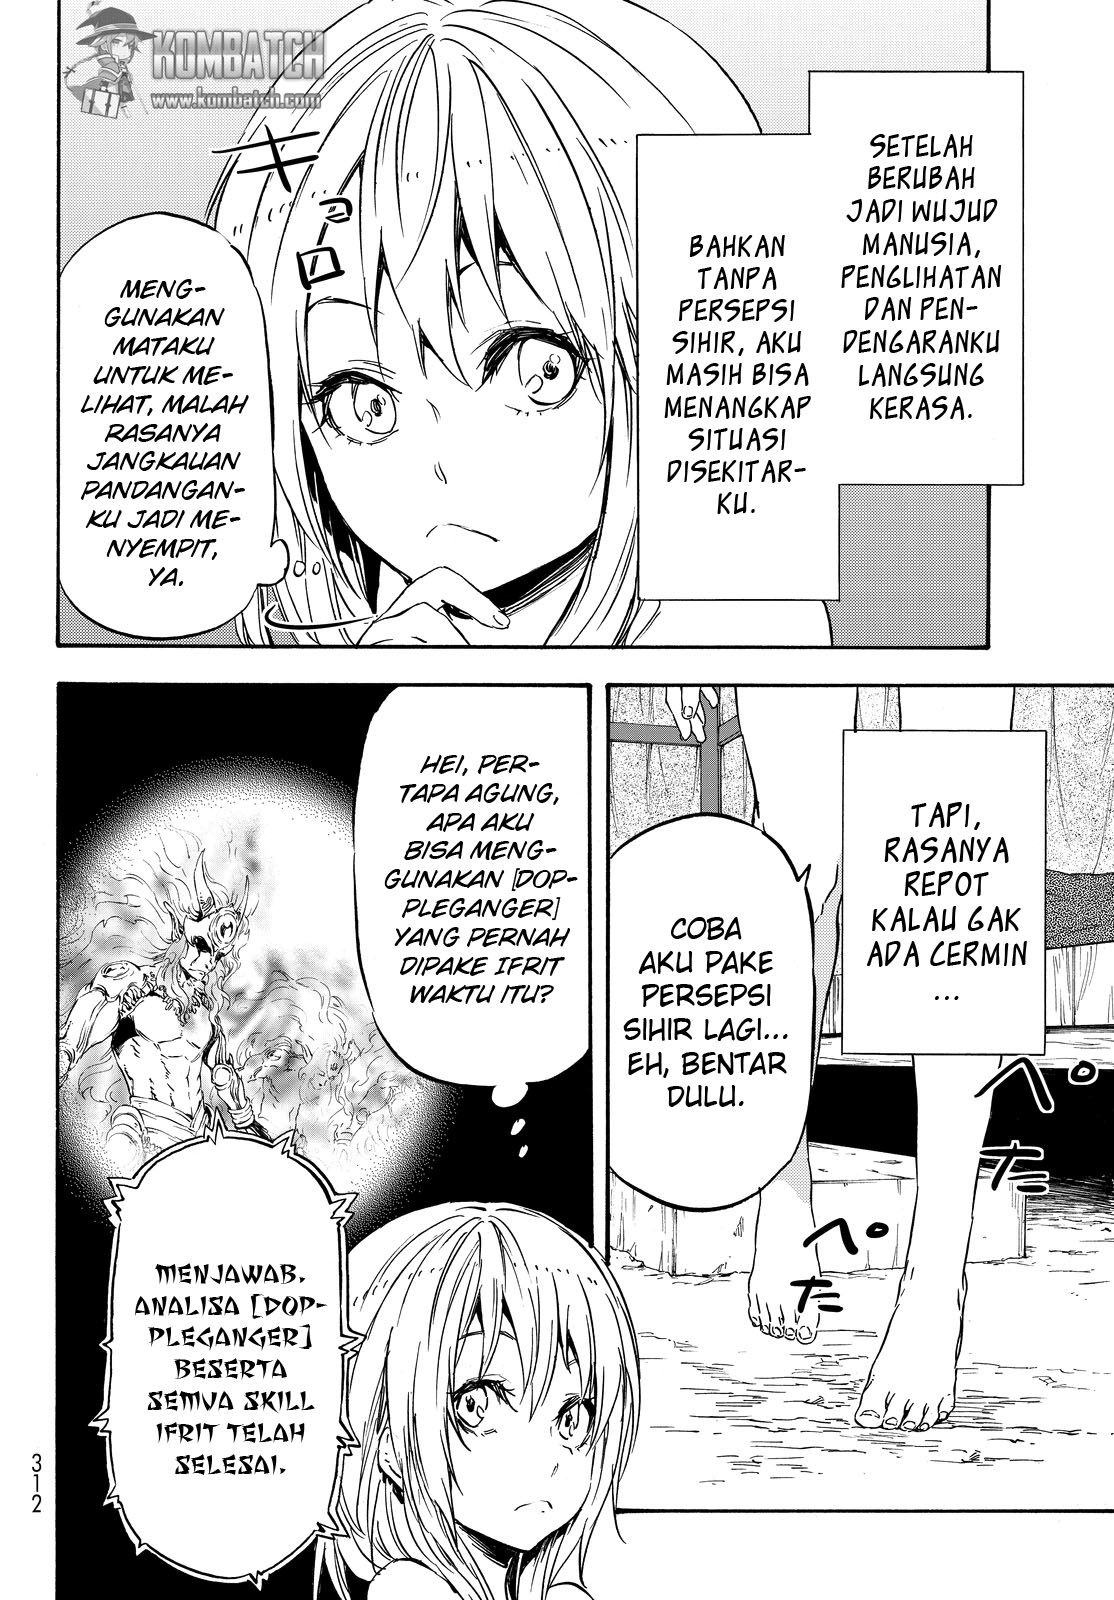 KOMBATCH
www.kombatch.com
SETELAH
BERUBAH
JADI WUJUD
MANUSIA,
PENGLIHATAN
DAN PEN-
DENGARANKU
LANGSUNG
KERASA.
BAHKAN
TANPA
PERSEPSI
SIHIR, AKU
MASIH BISA
MENANGKAP
SITUASI
DISEKITAR-
KU.
キ
ョ
ロ
MENG-
GUNAKAN
MATAKU
UNTUK ME-
LIHAT, MALAH
RASANYA
JANGKAUAN
PANDANGAN-
KU JADI ME-
NYEMPIT,
YA.
TAPI,
RASANYA
REPOT
KALAU GAK
ADA CERMIN
...
COBA
AKU PAKE
PERSEPSI
SIHIR LAGI...
EH, BENTAR
DULU.
ぺた
ぺた
HEI, PER-
TAPA AGUNG,
APA AKU
BISA MENG-
GUNAKAN [DOP-
PLEGANGER]
YANG PERNAH
DIPAKE IFRIT
WAKTU ITU?
MENJAWAB.
ANALISA [DOP-
PLEGANGER]
BESERTA
SEMUA SKILL
IFRIT TELAH
SELESAI.
312